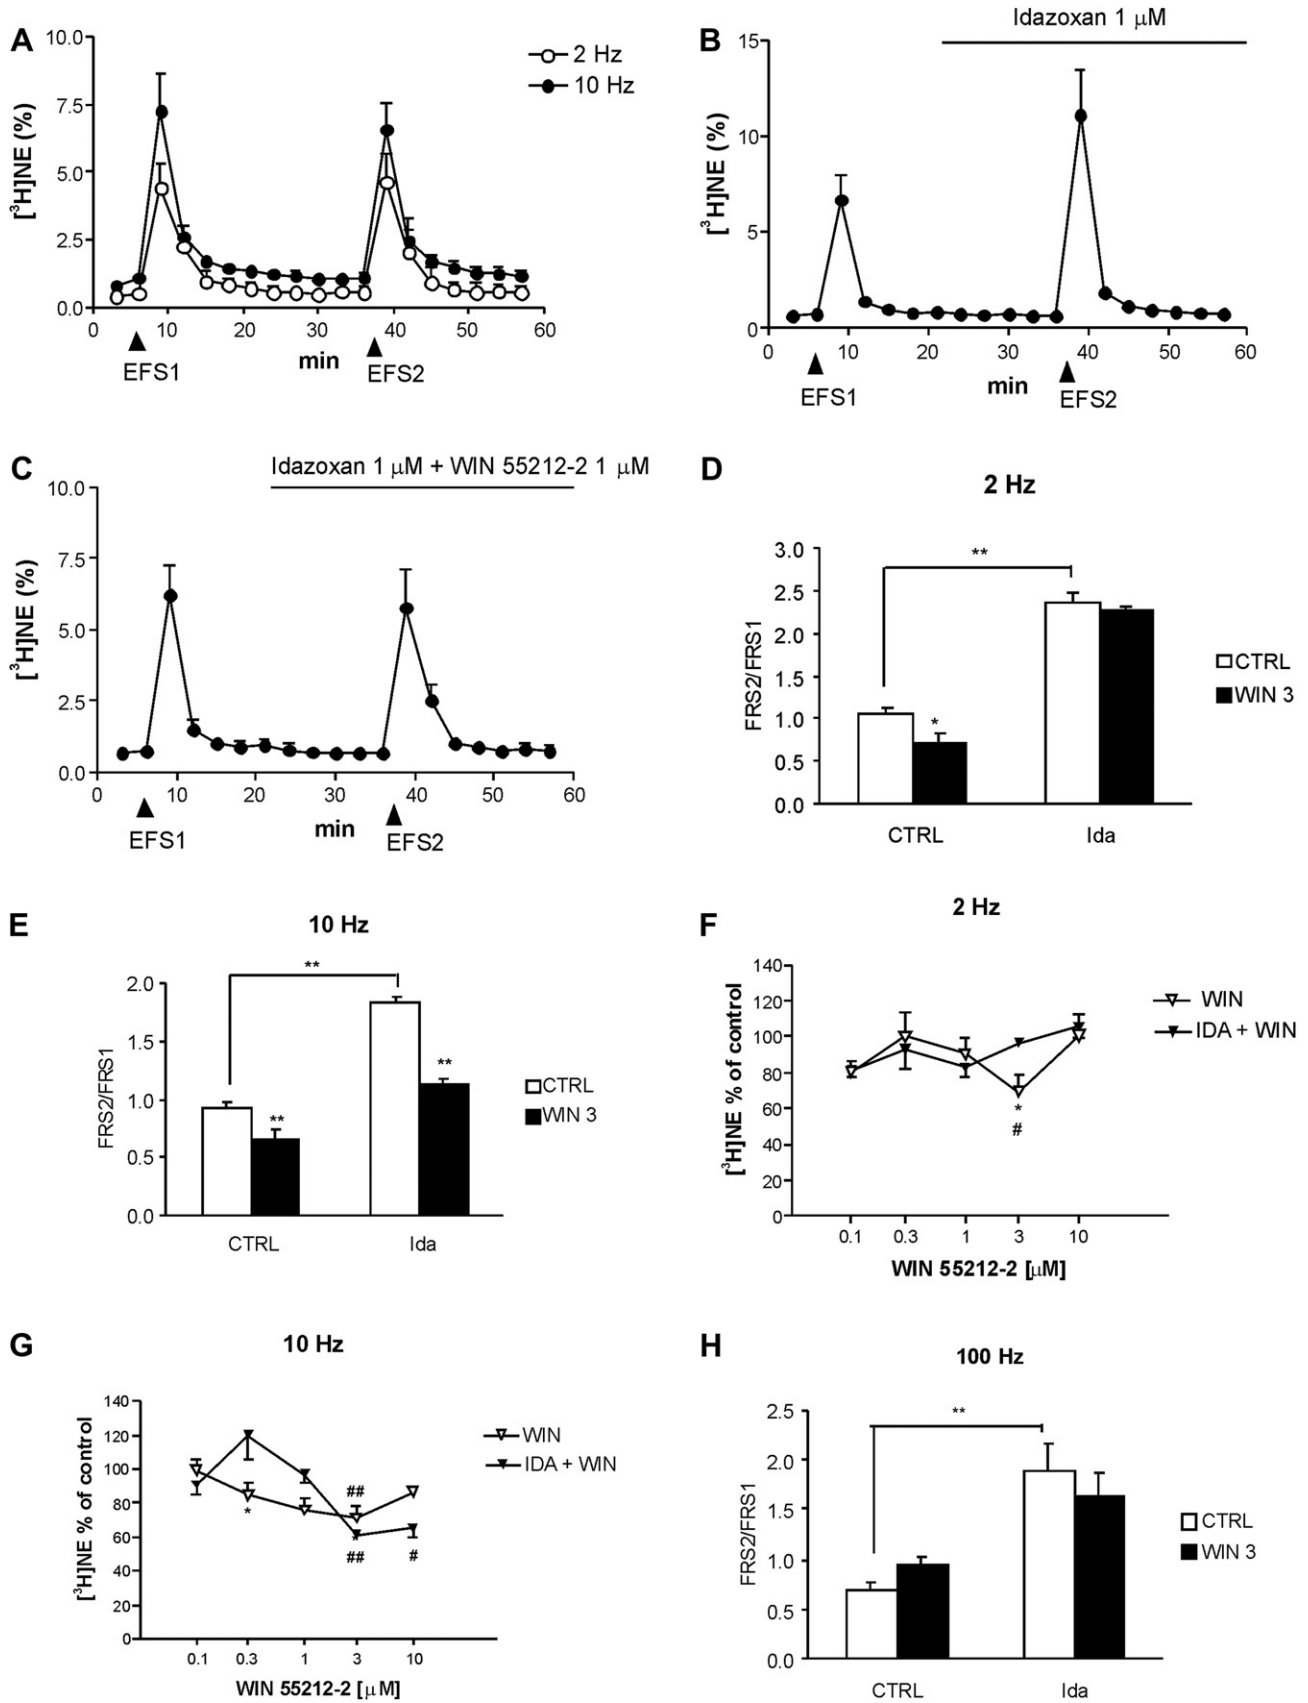 A
10.0
7.5
5.0
2.5
0.0
[³H]NE (%)
2 Hz
10 Hz
0 10 20 30 40 50 60
min
EFS1 EFS2
B
Idazoxan 1 μM
15
10
5
0
[³H]NE (%)
0 10 20 30 40 50 60
min
EFS1 EFS2
C
Idazoxan 1 μM + WIN 55212-2 1 μM
10.0
7.5
5.0
2.5
0.0
[³H]NE (%)
0 10 20 30 40 50 60
min
EFS1 EFS2
D
2 Hz
3.0
2.5
2.0
1.5
1.0
0.5
0.0
FRS2/FRS1
**
*
CTRL
WIN 3
CTRL Ida
E
10 Hz
2.0
1.5
1.0
0.5
0.0
FRS2/FRS1
**
**
**
CTRL
WIN 3
CTRL Ida
F
2 Hz
140
120
100
80
60
40
20
0
[³H]NE % of control
WIN
IDA + WIN
*
#
0.1 0.3 1 3 10
WIN 55212-2 [μM]
G
10 Hz
140
120
100
80
60
40
20
0
[³H]NE % of control
WIN
IDA + WIN
##
*
*
## #
0.1 0.3 1 3 10
WIN 55212-2 [μM]
H
100 Hz
2.5
2.0
1.5
1.0
0.5
0.0
FRS2/FRS1
**
CTRL
WIN 3
CTRL Ida